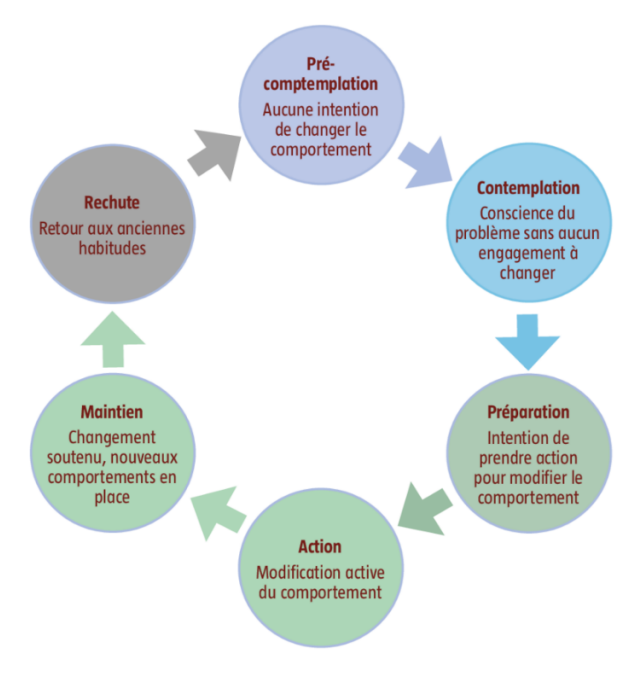 Pré-
comptemplation
Aucune intention
de changer le
comportement
Contemplation
Conscience du
problème sans aucun
engagement à
changer
Préparation
Intention de
prendre action
pour modifier le
comportement
Action
Modification active
du comportement
Maintien
Changement
soutenu, nouveaux
comportements en
place
Rechute
Retour aux anciennes
habitudes